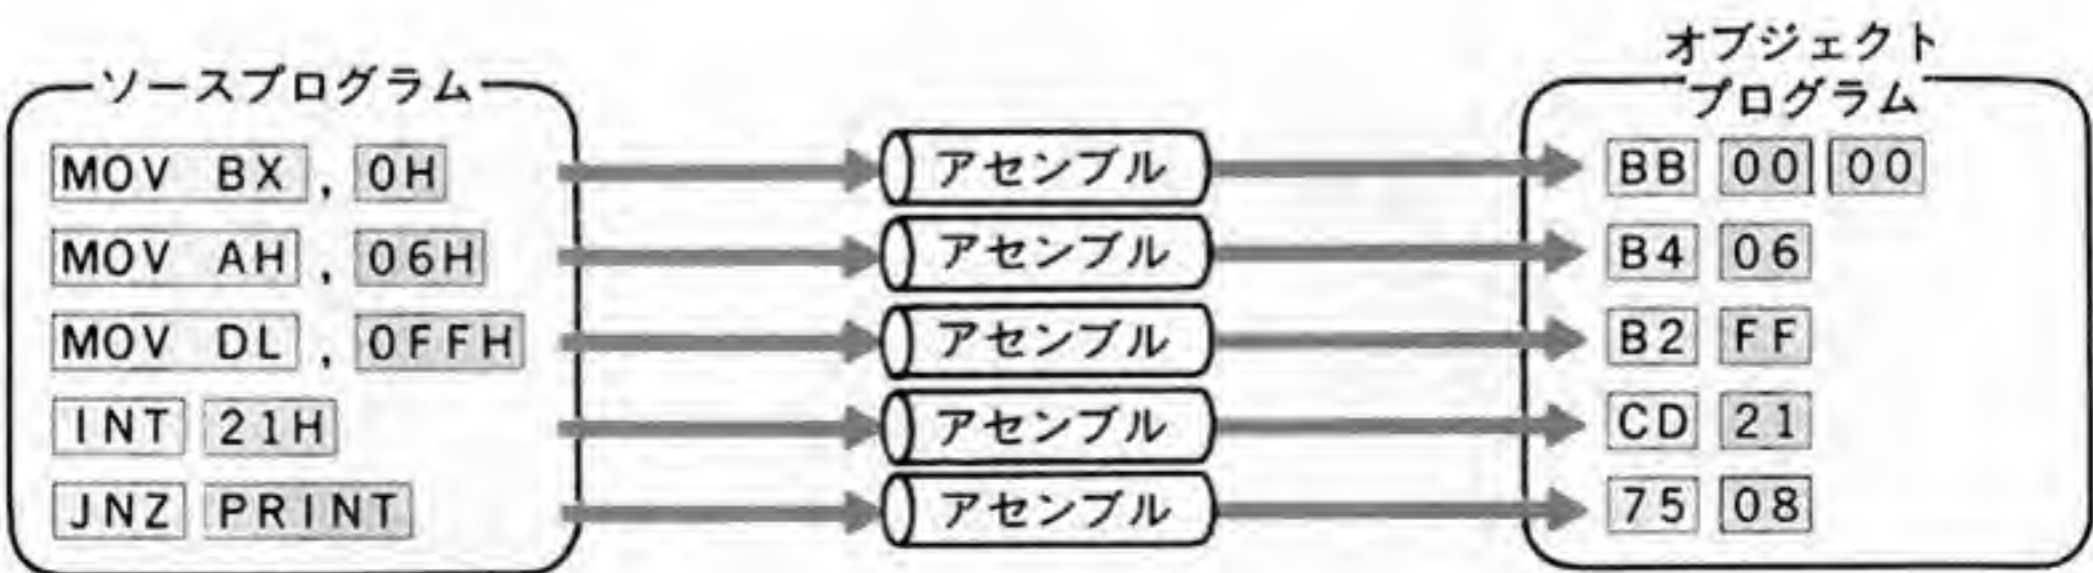 ソースプログラム
MOV BX, 0H
MOV AH, 06H
MOV DL, 0FFH
INT 21H
JNZ PRINT
アセンブル
アセンブル
アセンブル
アセンブル
アセンブル
オブジェクト
プログラム
BB 00 00
B4 06
B2 FF
CD 21
75 08